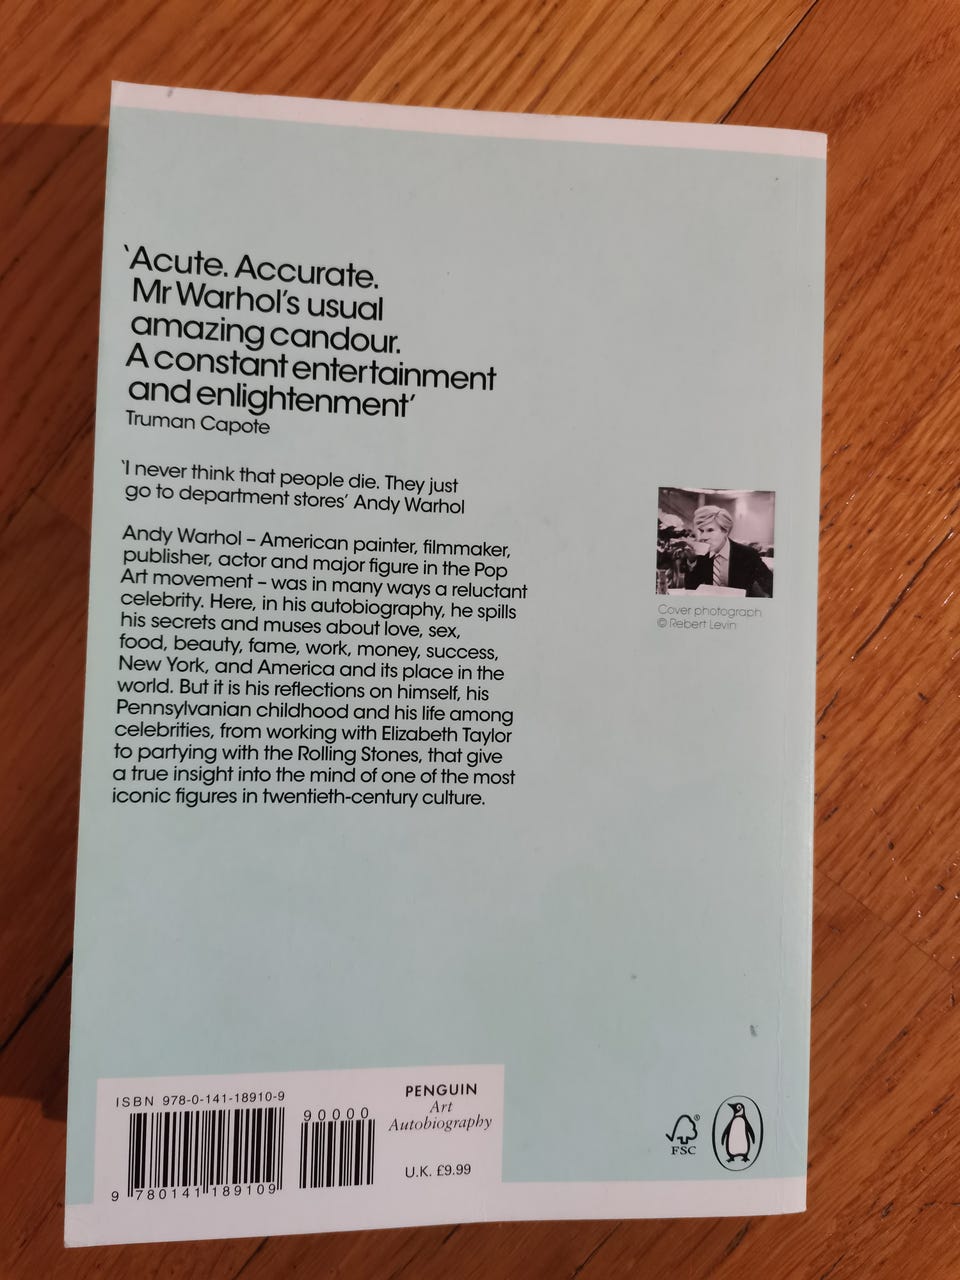 ‘Acute. Accurate.
Mr Warhol’s usual
amazing candour.
A constant entertainment
and enlightenment’
Truman Capote
‘I never think that people die. They just
go to department stores’ Andy Warhol
Andy Warhol – American painter, filmmaker,
publisher, actor and major figure in the Pop
Art movement – was in many ways a reluctant
celebrity. Here, in his autobiography, he spills
his secrets and muses about love, sex,
food, beauty, fame, work, money, success,
New York, and America and its place in the
world. But it is his reflections on himself, his
Pennsylvanian childhood and his life among
celebrities, from working with Elizabeth Taylor
to partying with the Rolling Stones, that give
a true insight into the mind of one of the most
iconic figures in twentieth-century culture.
Cover photograph
© Rebert Levin
ISBN 978-0-141-18910-9
90000
9 780141 189109
PENGUIN
Art
Autobiography
U.K. £9.99
FSC
®